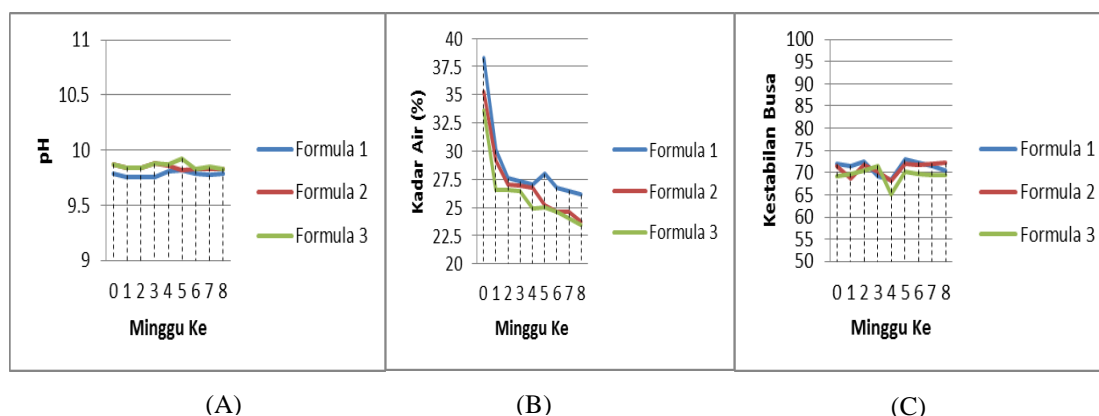 pH
11
10.5
10
9.5
9
0 1 2 3 4 5 6 7 8
Minggu Ke
Formula 1
Formula 2
Formula 3
(A)
Kadar Air (%)
40
37.5
35
32.5
30
27.5
25
22.5
20
0 1 2 3 4 5 6 7 8
Minggu Ke
Formula 1
Formula 2
Formula 3
(B)
Kestabilan Busa
100
95
90
85
80
75
70
65
60
55
50
0 1 2 3 4 5 6 7 8
Minggu Ke
Formula 1
Formula 2
Formula 3
(C)